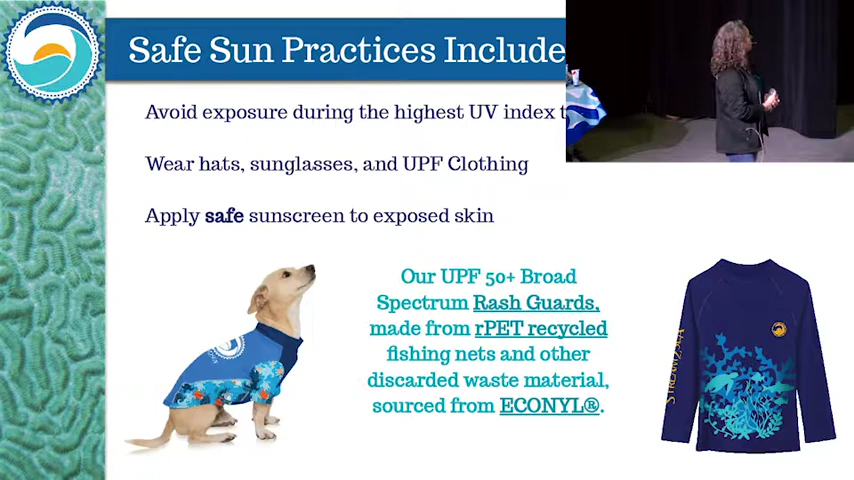 Safe Sun Practices Include
Avoid exposure during the highest UV index
Wear hats, sunglasses, and UPF Clothing
Apply safe sunscreen to exposed skin
Our UPF 50+ Broad
Spectrum Rash Guards,
made from rPET recycled
fishing nets and other
discarded waste material,
sourced from ECONYL®.
STREAM2SEA